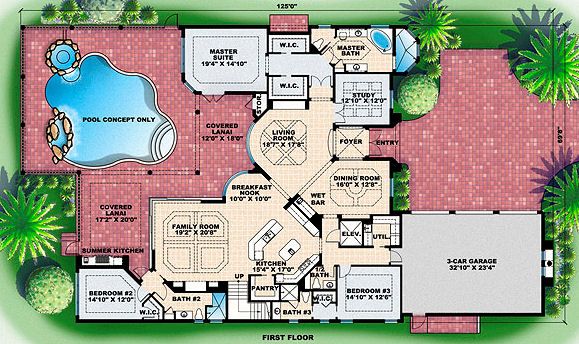 125'0"
MASTER
SUITE
19'4" X 14'10"
W.I.C.
W.I.C.
MASTER
BATH
STUDY
12'10" X 12'0"
STOR.
POOL CONCEPT ONLY
COVERED
LANAI
12'0" X 18'0"
LIVING
ROOM
18'7" X 17'8"
FOYER
ENTRY
69'8"
DINING ROOM
16'0" X 12'8"
BREAKFAST
NOOK
10'0" X 10'0"
WET
BAR
COVERED
LANAI
17'2" X 20'0"
FAMILY ROOM
19'2" X 20'8"
ELEV.
UTIL.
SUMMER KITCHEN
KITCHEN
15'4" X 17'0"
1/2
BATH
3-CAR GARAGE
32'10" X 23'4"
UP
PANTRY
BEDROOM #2
14'10" X 12'0"
W.I.C.
BATH #2
BATH #3
W.I.C.
BEDROOM #3
14'10" X 12'6"
FIRST FLOOR